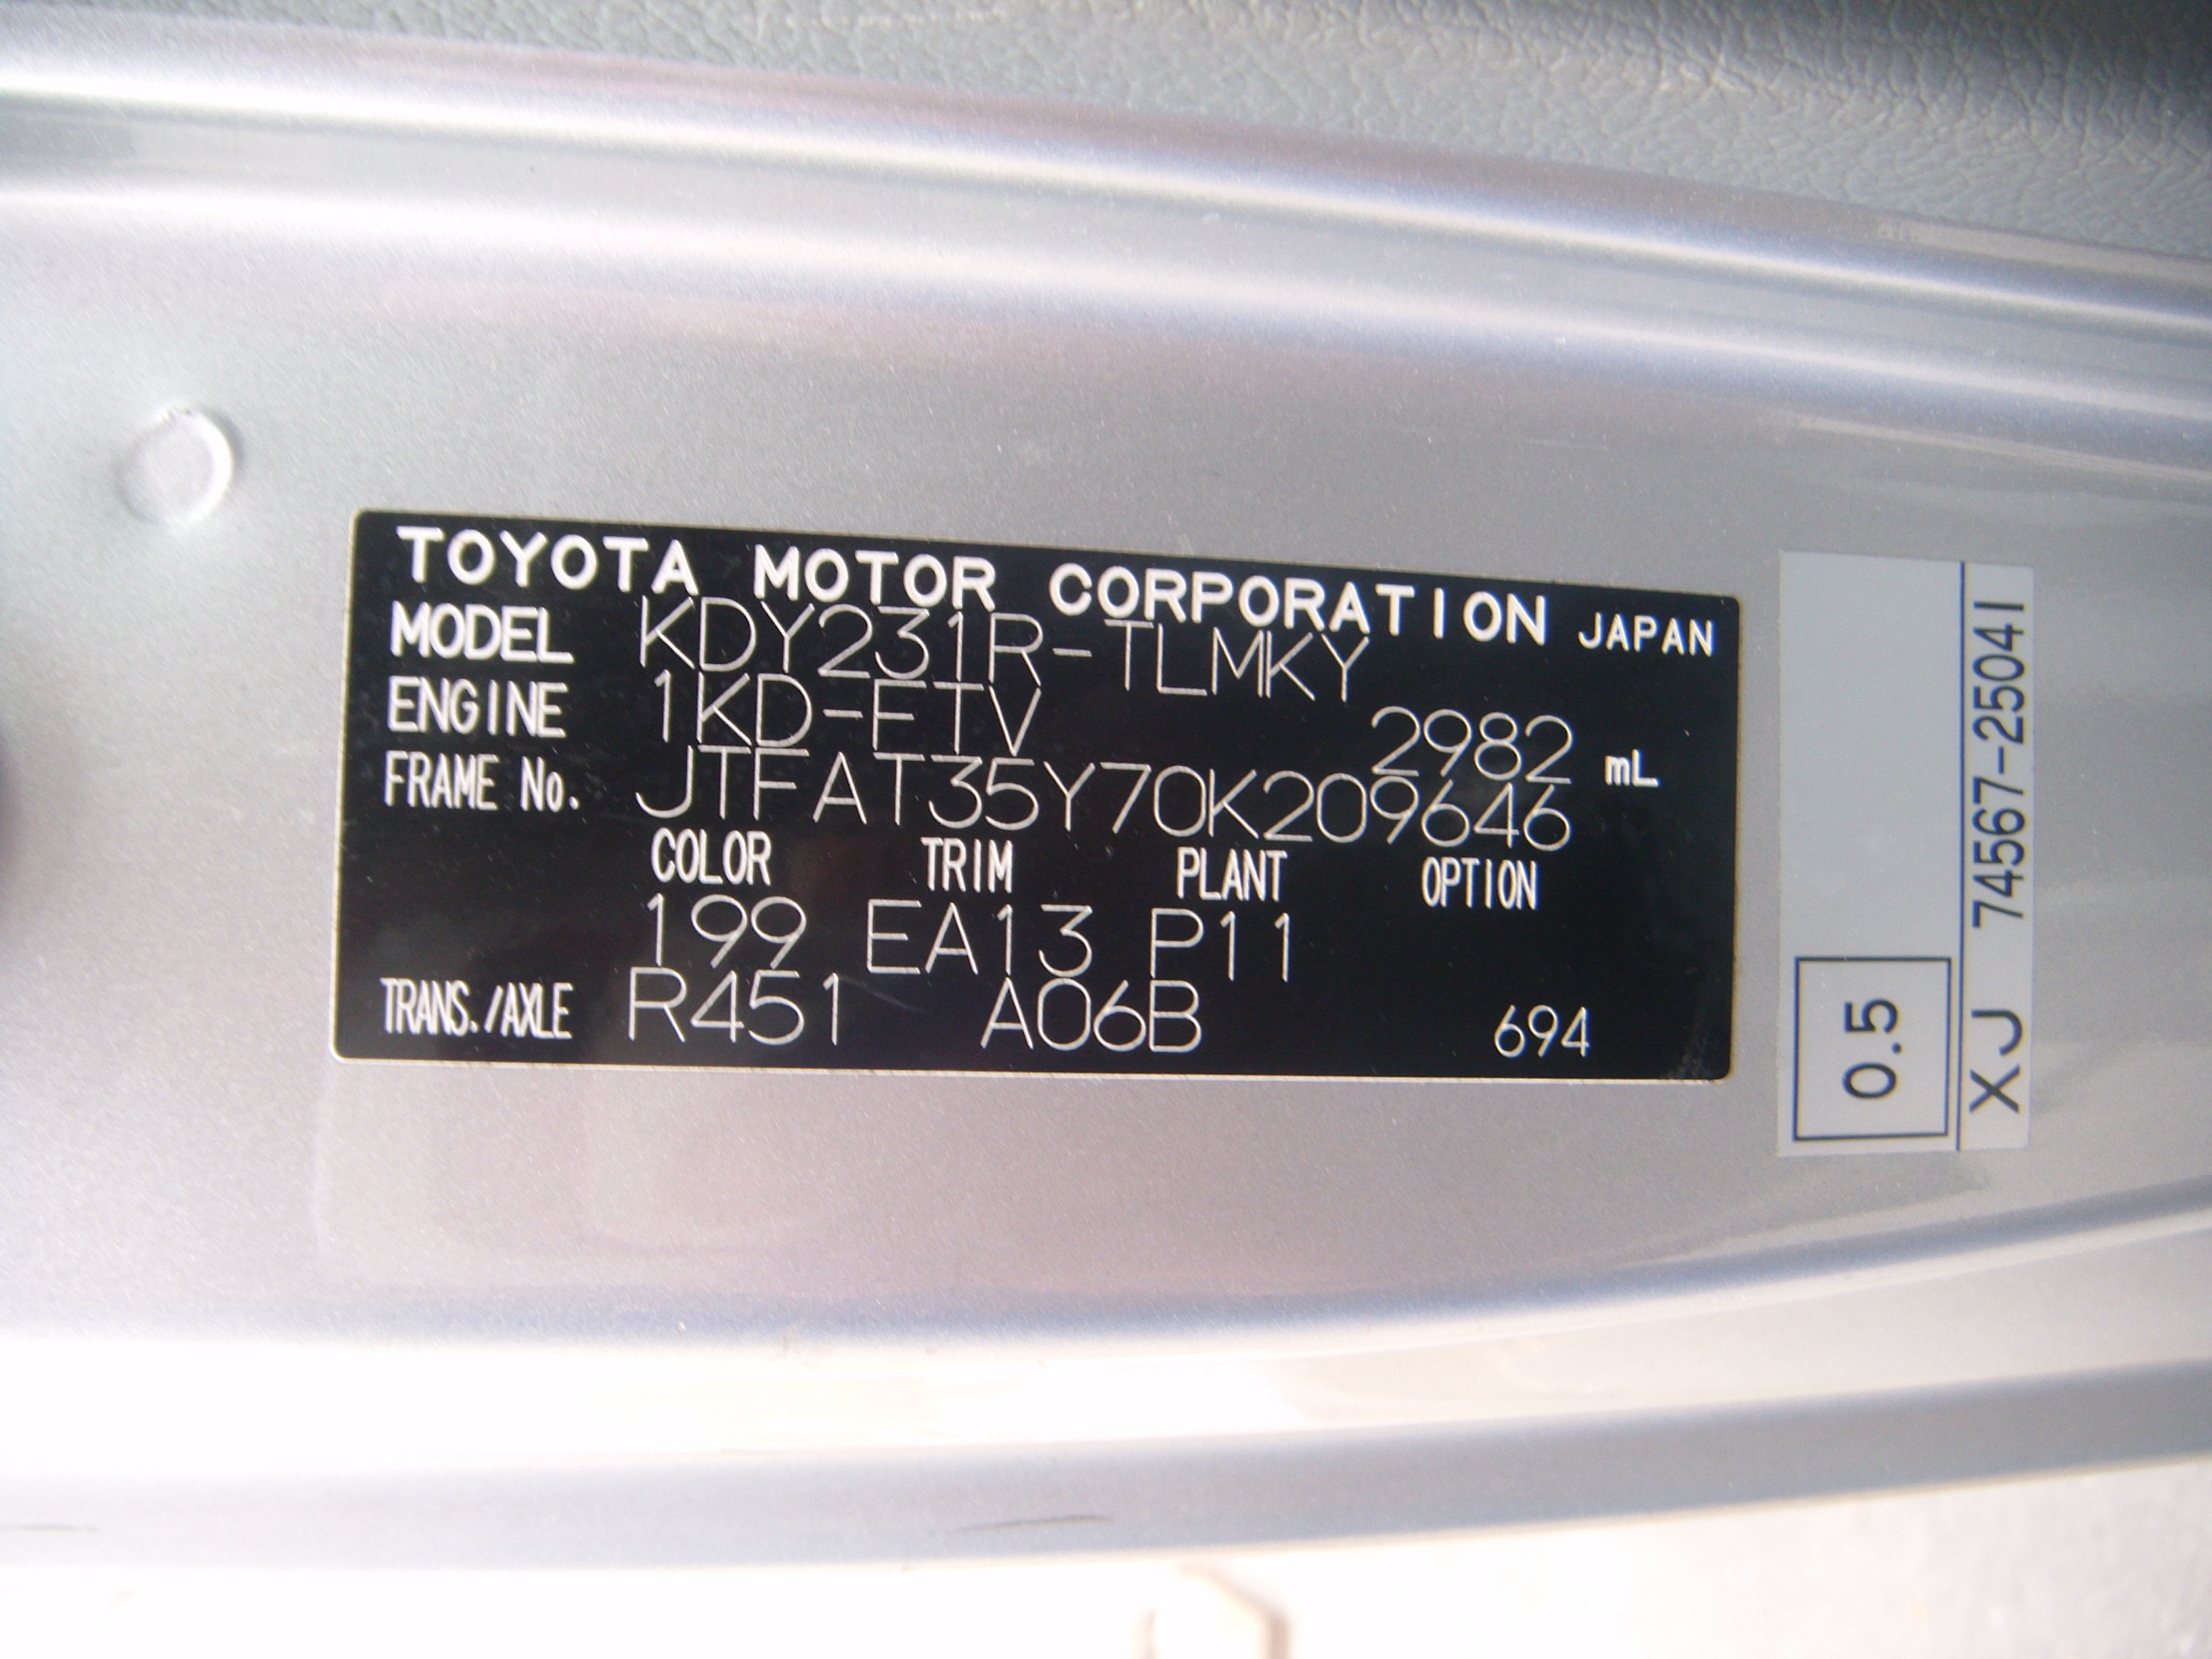 TOYOTA MOTOR CORPORATION JAPAN
MODEL KDY231R-TLMKY
ENGINE 1KD-FTV 2982 mL
FRAME No. JTFAT35Y70K209646
COLOR TRIM PLANT OPTION
199 EA13 P11
TRANS./AXLE R451 A06B 694
0.5
XJ 74567-25041